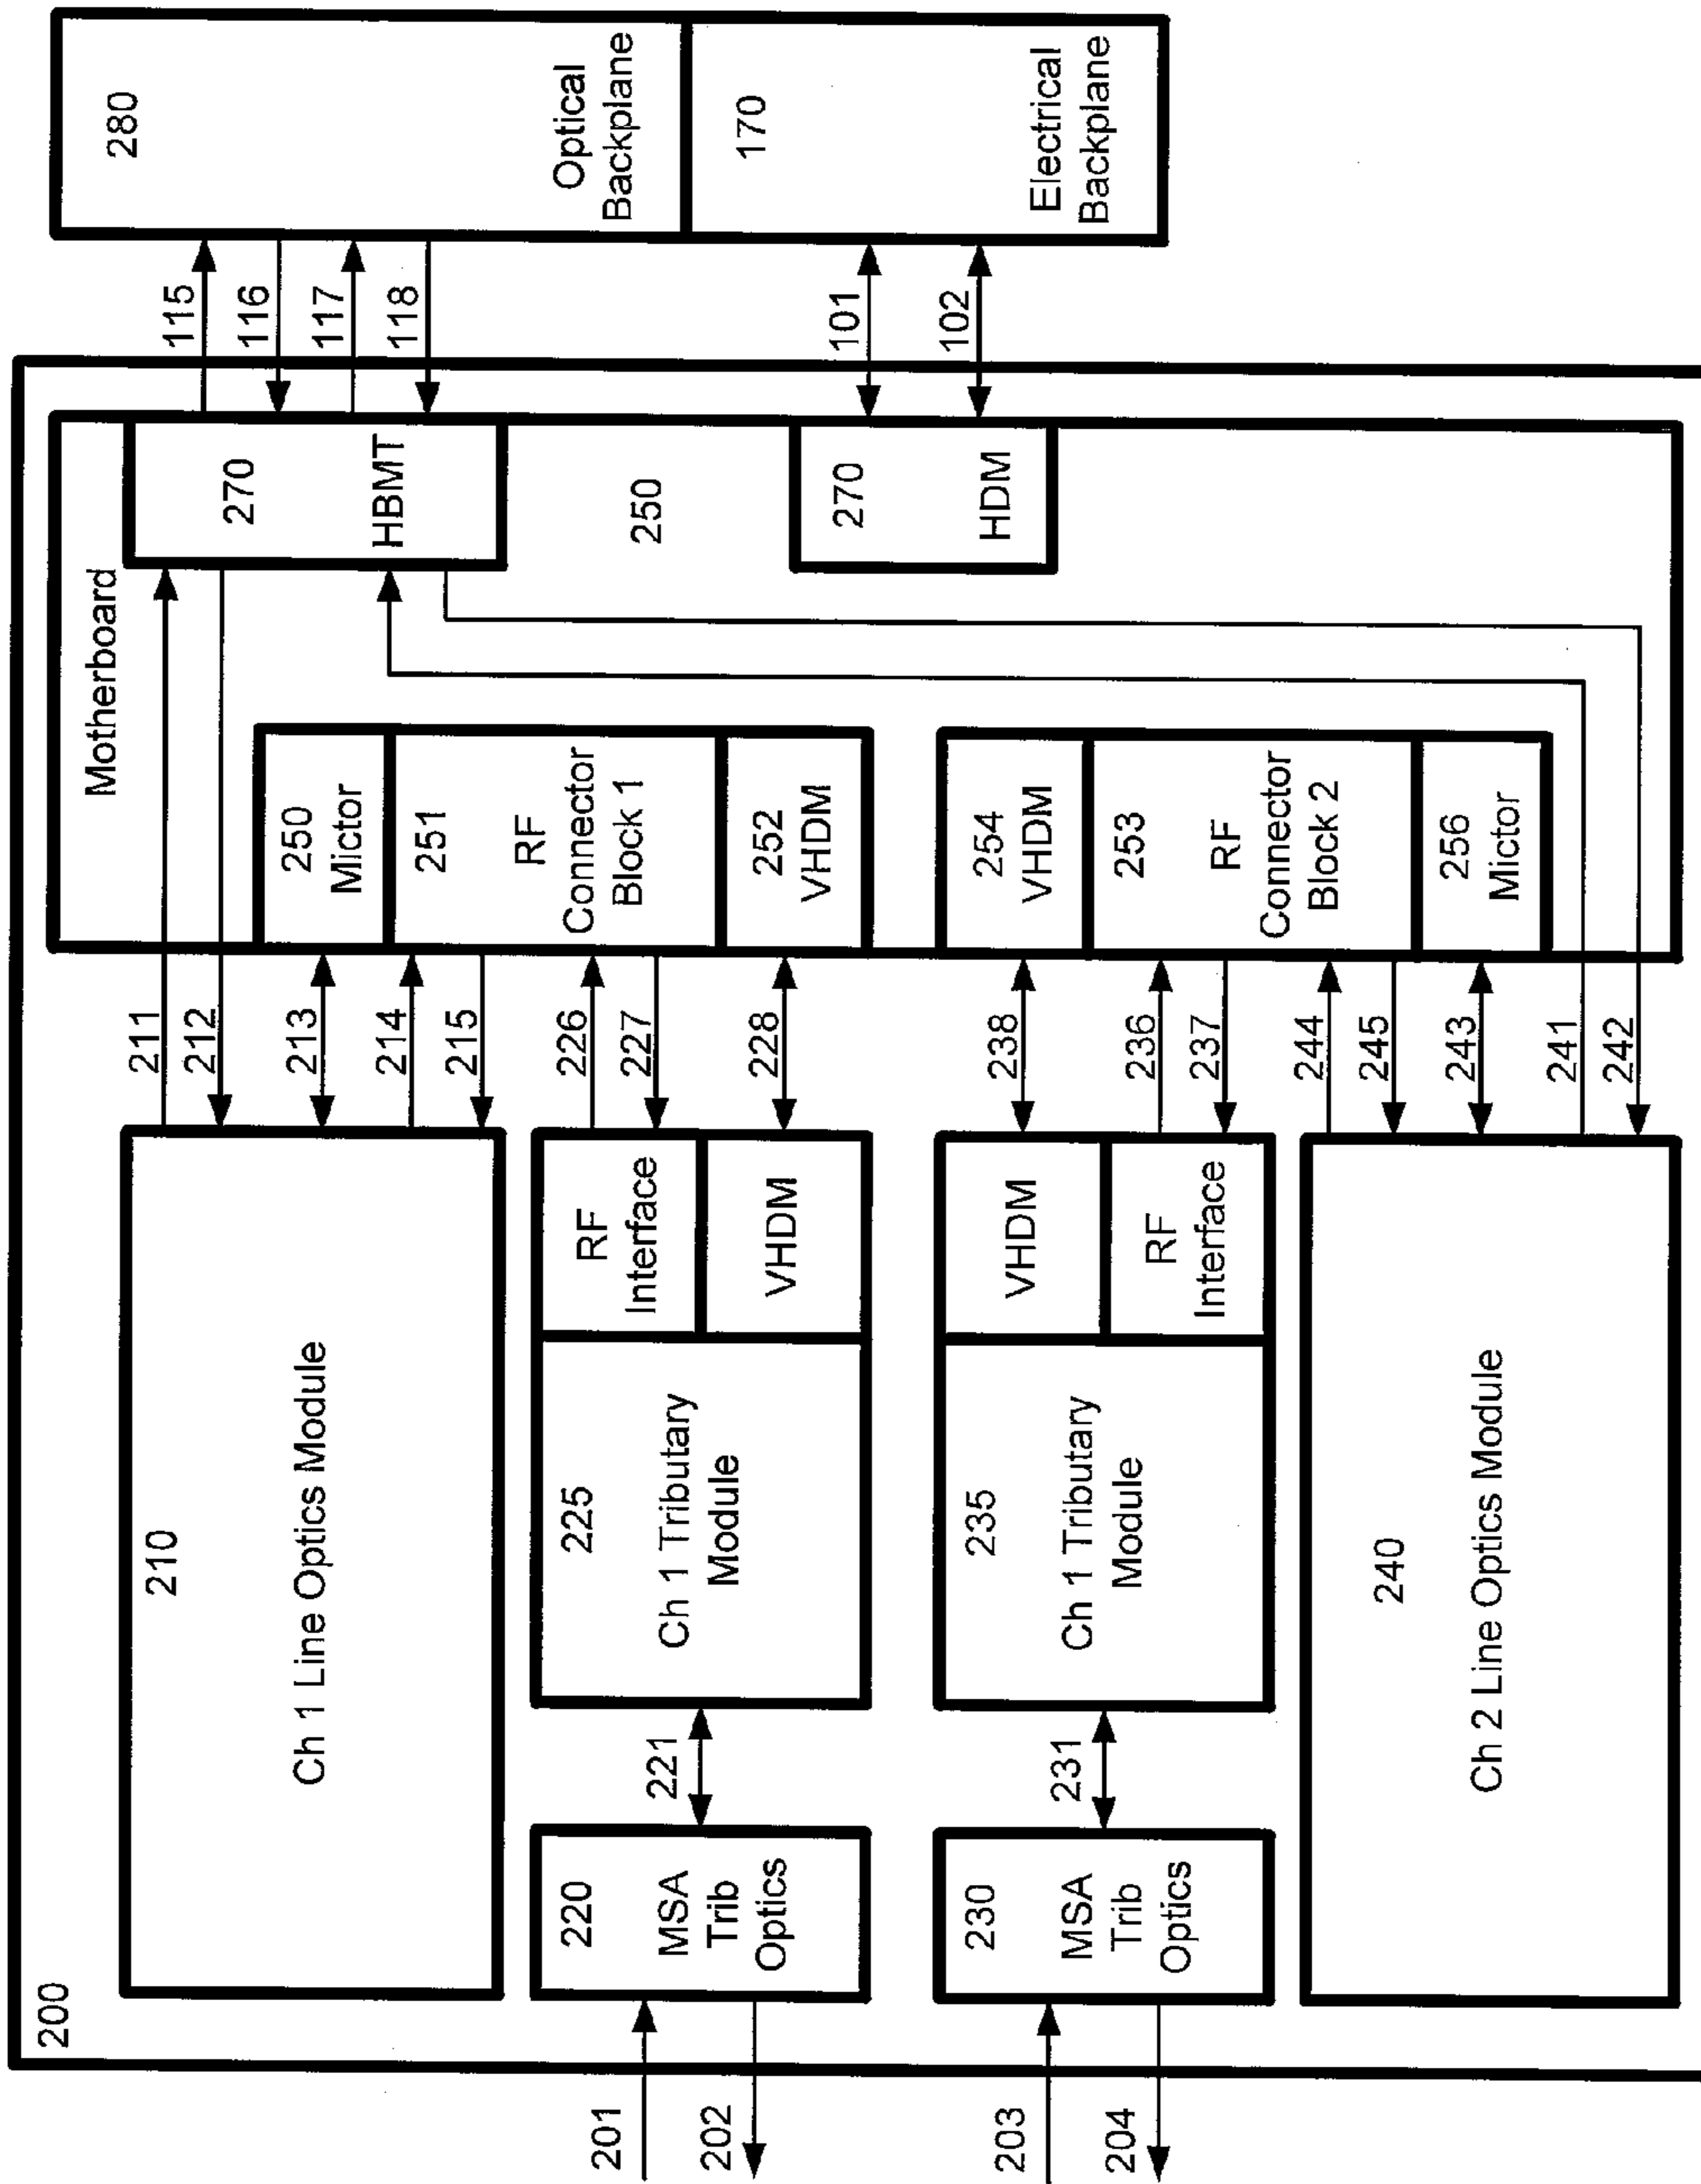 200
210
Ch 1 Line Optics Module
201
202
220
MSA
Trib
Optics
221
225
Ch 1 Tributary
Module
RF
Interface
VHDM
203
204
230
MSA
Trib
Optics
231
235
Ch 1 Tributary
Module
VHDM
RF
Interface
240
Ch 2 Line Optics Module
211
212
213
214
215
226
227
228
238
236
237
244
245
243
241
242
Motherboard
250
Mictor
251
RF
Connector
Block 1
252
VHDM
254
VHDM
253
RF
Connector
Block 2
256
Mictor
270
HBMT
250
270
HDM
115
116
117
118
101
102
280
Optical
Backplane
170
Electrical
Backplane